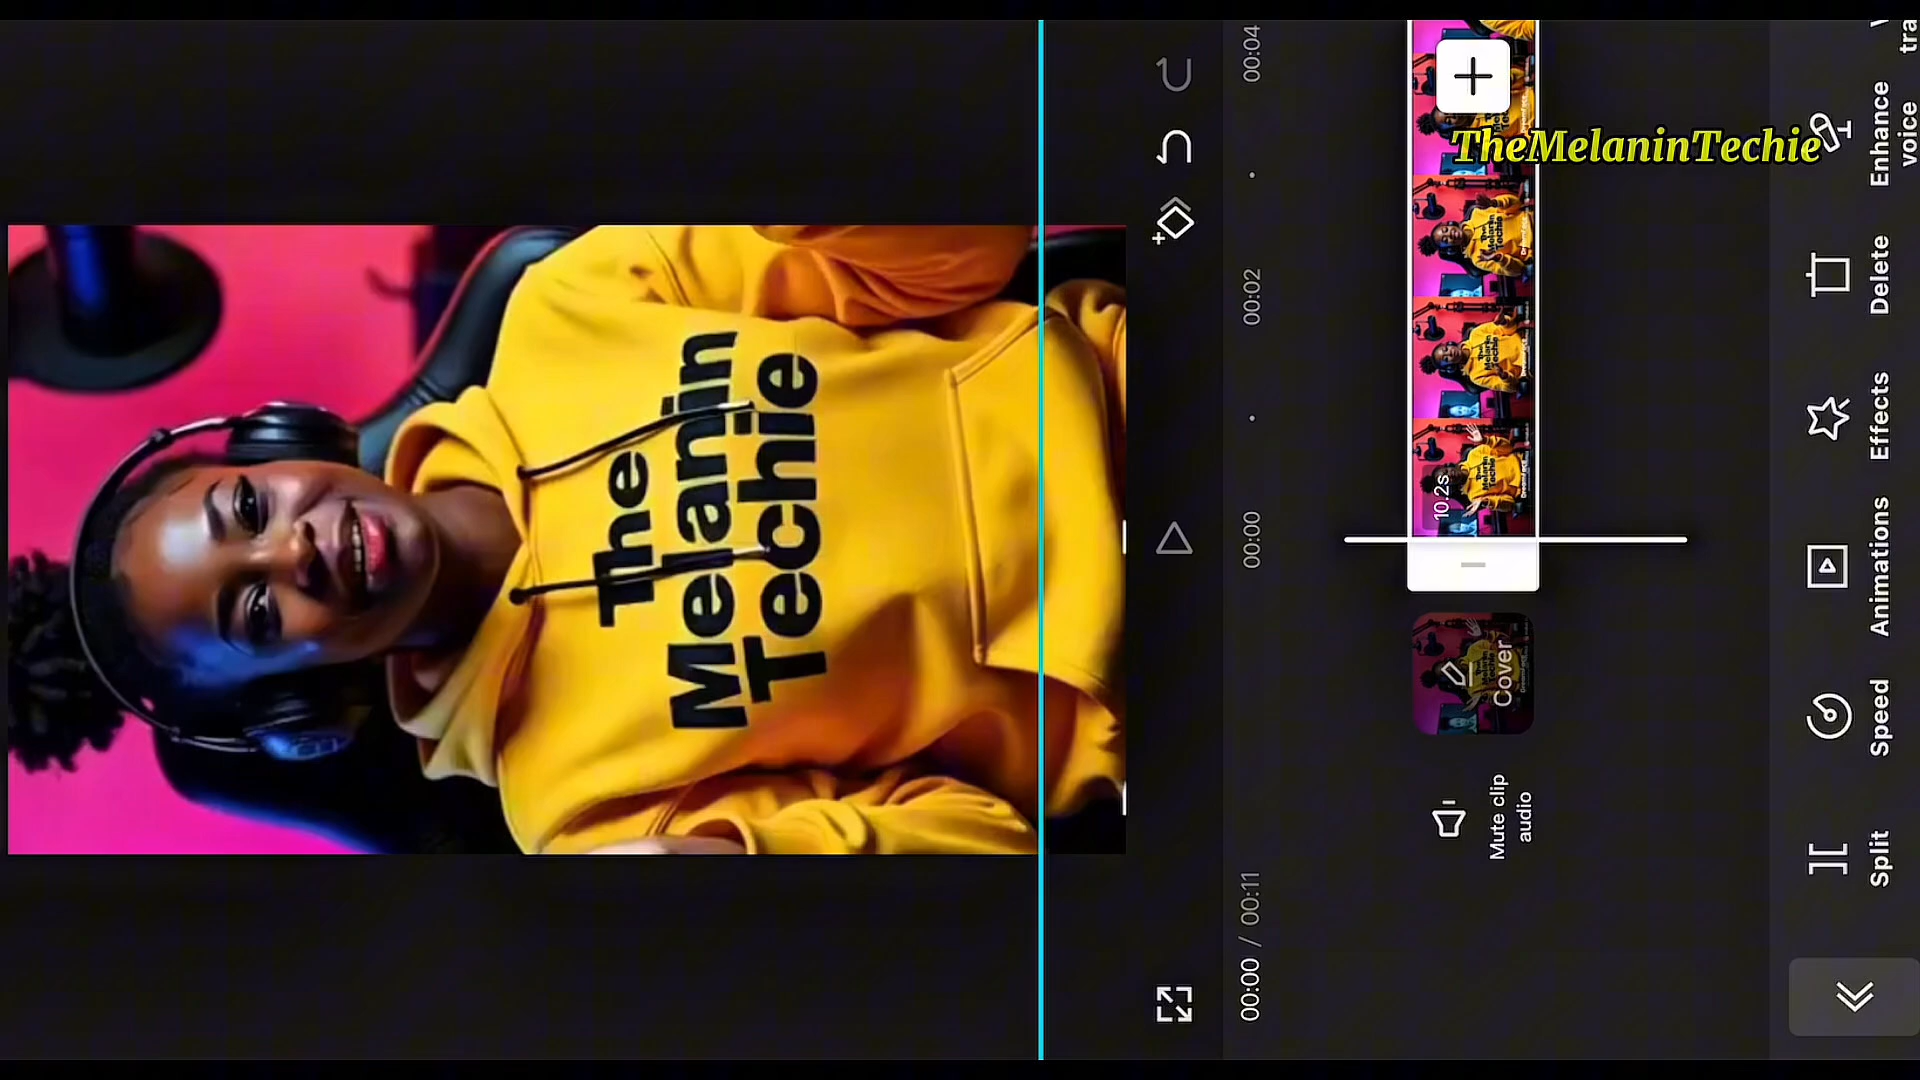 The
Melanin
Techie
TheMelaninTechie
00:00 / 00:11
00:00
00:02
00:04
10.2s
Cover
Mute clip
audio
Split
Speed
Animations
Effects
Delete
Enhance
voice